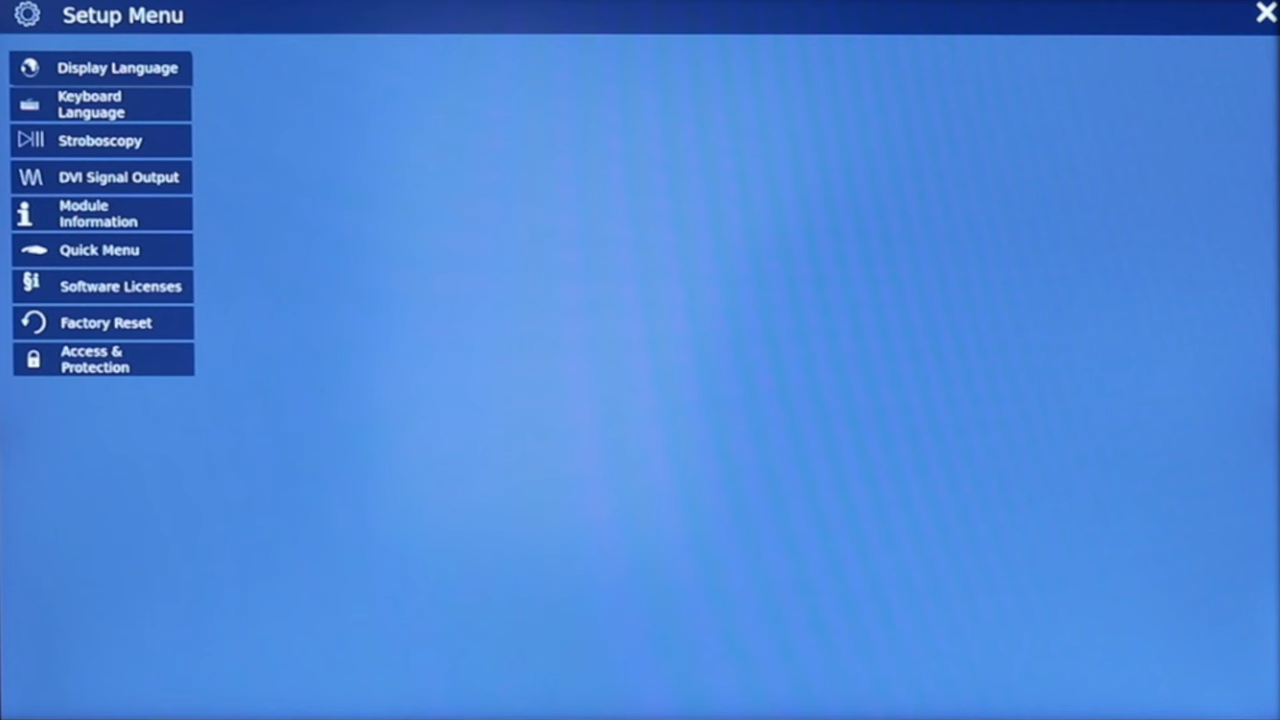 Setup Menu
Display Language
Keyboard
Language
Stroboscopy
DVI Signal Output
Module
Information
Quick Menu
Software Licenses
Factory Reset
Access &
Protection